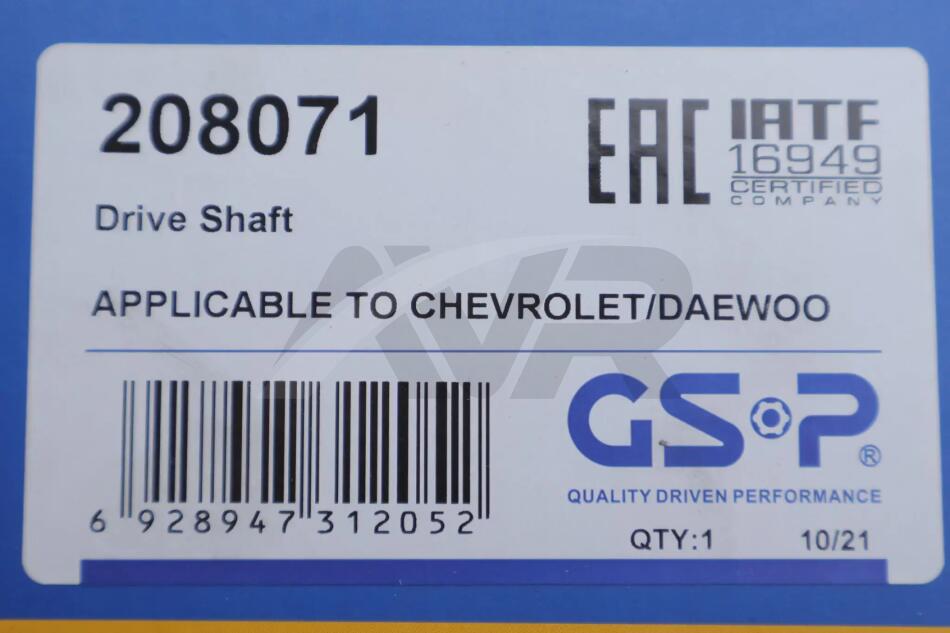 208071
EAC
IATF
16949
CERTIFIED
COMPANY
Drive Shaft
AVR
APPLICABLE TO CHEVROLET/DAEWOO
GSP®
QUALITY DRIVEN PERFORMANCE
6 928947 312052
QTY:1 10/21